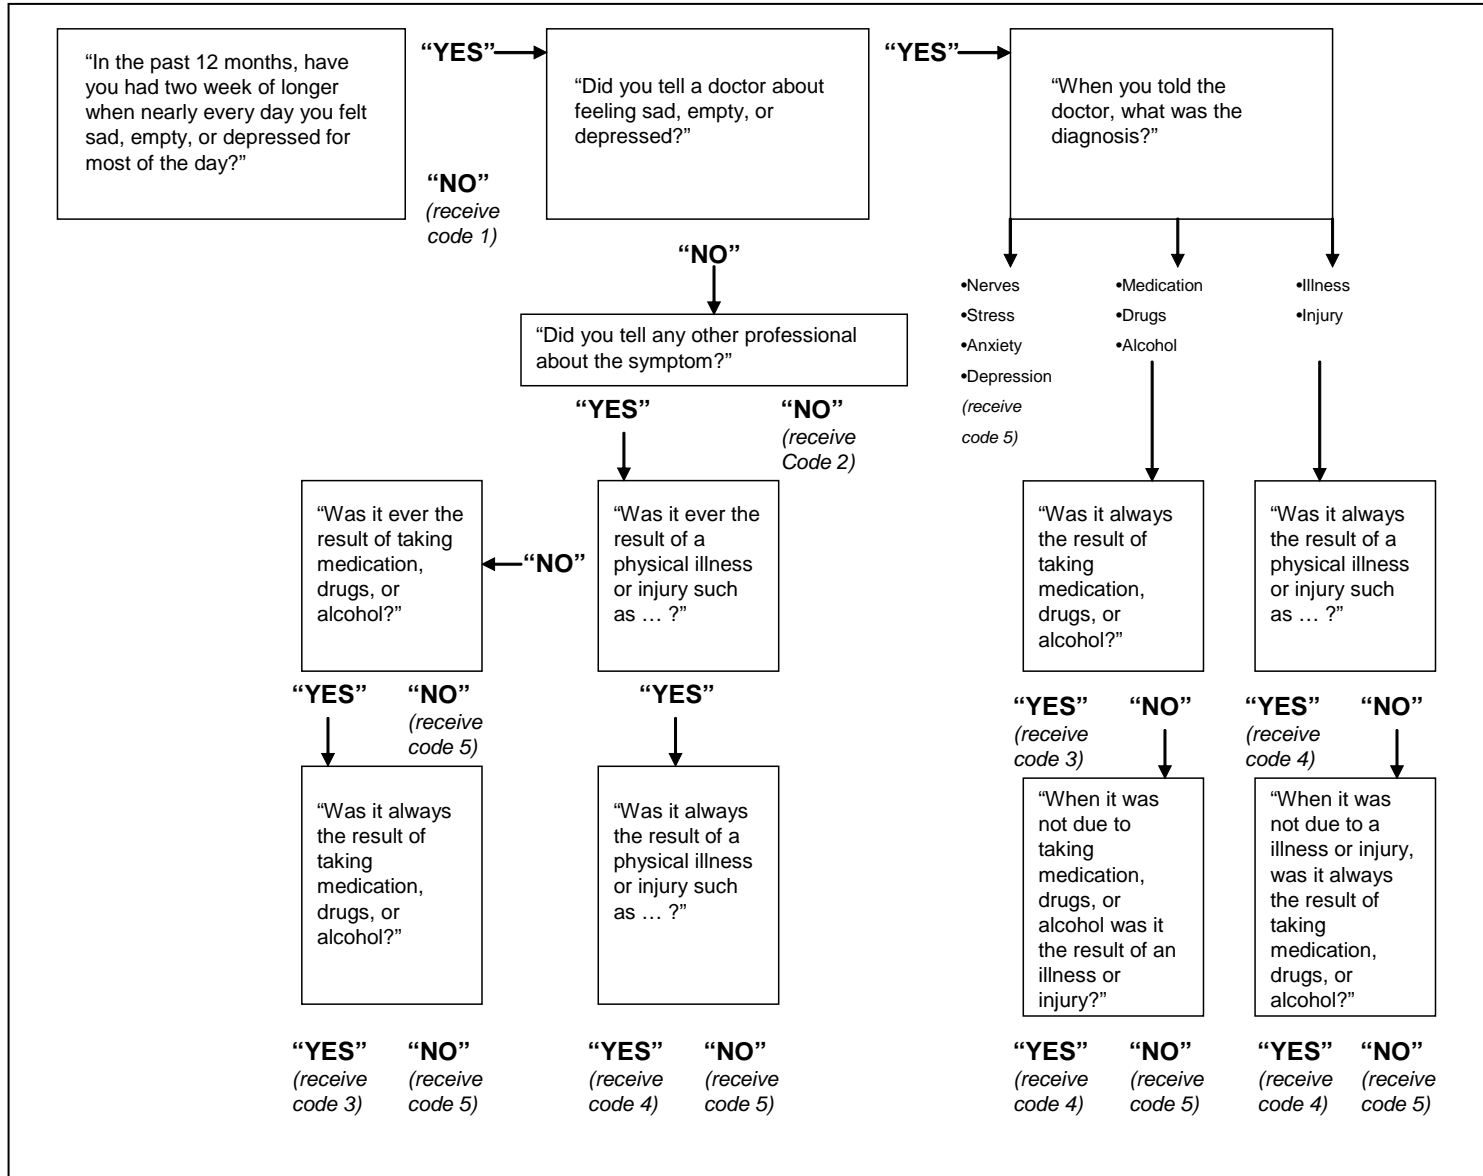 “In the past 12 months, have
you had two week of longer
when nearly every day you felt
sad, empty, or depressed for
most of the day?”
“YES”
“NO”
(receive
code 1)
“Did you tell a doctor about
feeling sad, empty, or
depressed?”
“YES”
“When you told the
doctor, what was the
diagnosis?”
“NO”
“Did you tell any other professional
about the symptom?”
“YES”
“NO”
(receive
Code 2)
•Nerves
•Stress
•Anxiety
•Depression
(receive
code 5)
•Medication
•Drugs
•Alcohol
•Illness
•Injury
“Was it ever the
result of taking
medication,
drugs, or
alcohol?”
“NO”
“Was it ever the
result of a
physical illness
or injury such
as … ?”
“Was it always
the result of
taking
medication,
drugs, or
alcohol?”
“Was it always
the result of a
physical illness
or injury such
as … ?”
“YES”
“NO”
(receive
code 5)
“YES”
“YES”
(receive
code 3)
“NO”
“YES”
(receive
code 4)
“NO”
“Was it always
the result of
taking
medication,
drugs, or
alcohol?”
“Was it always
the result of a
physical illness
or injury such
as … ?”
“When it was
not due to
taking
medication,
drugs, or
alcohol was it
the result of an
illness or
injury?”
“When it was
not due to a
illness or injury,
was it always
the result of
taking
medication,
drugs, or
alcohol?”
“YES”
(receive
code 3)
“NO”
(receive
code 5)
“YES”
(receive
code 4)
“NO”
(receive
code 5)
“YES”
(receive
code 4)
“NO”
(receive
code 5)
“YES”
(receive
code 4)
“NO”
(receive
code 5)